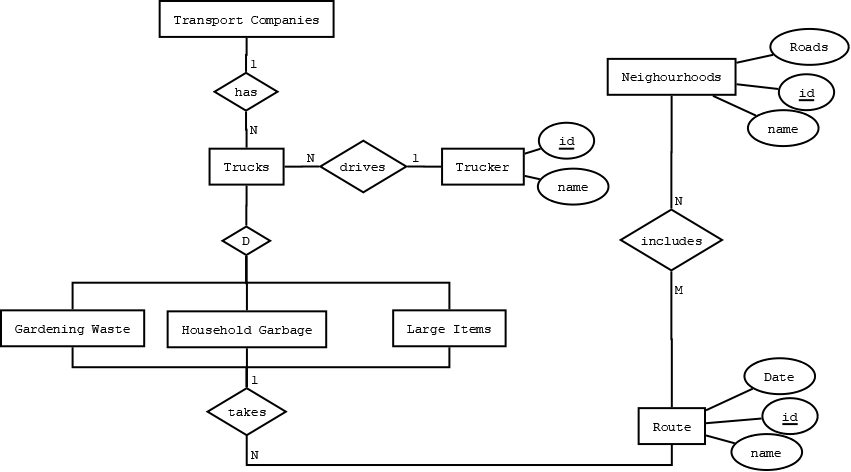 Transport Companies
1
has
N
Trucks
N
drives
1
Trucker
id
name
Neighourhoods
Roads
id
name
D
N
includes
M
Gardening Waste
Household Garbage
Large Items
1
takes
N
Route
Date
id
name